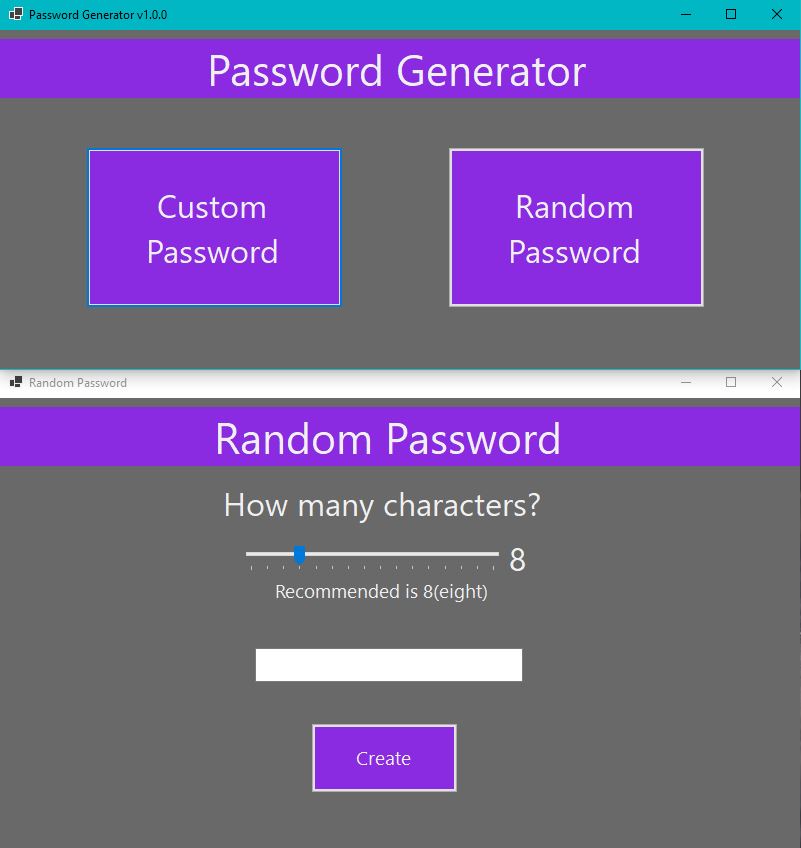 Password Generator v1.0.0
Password Generator
Custom
Password
Random
Password
Random Password
Random Password
How many characters?
8
Recommended is 8(eight)
Create